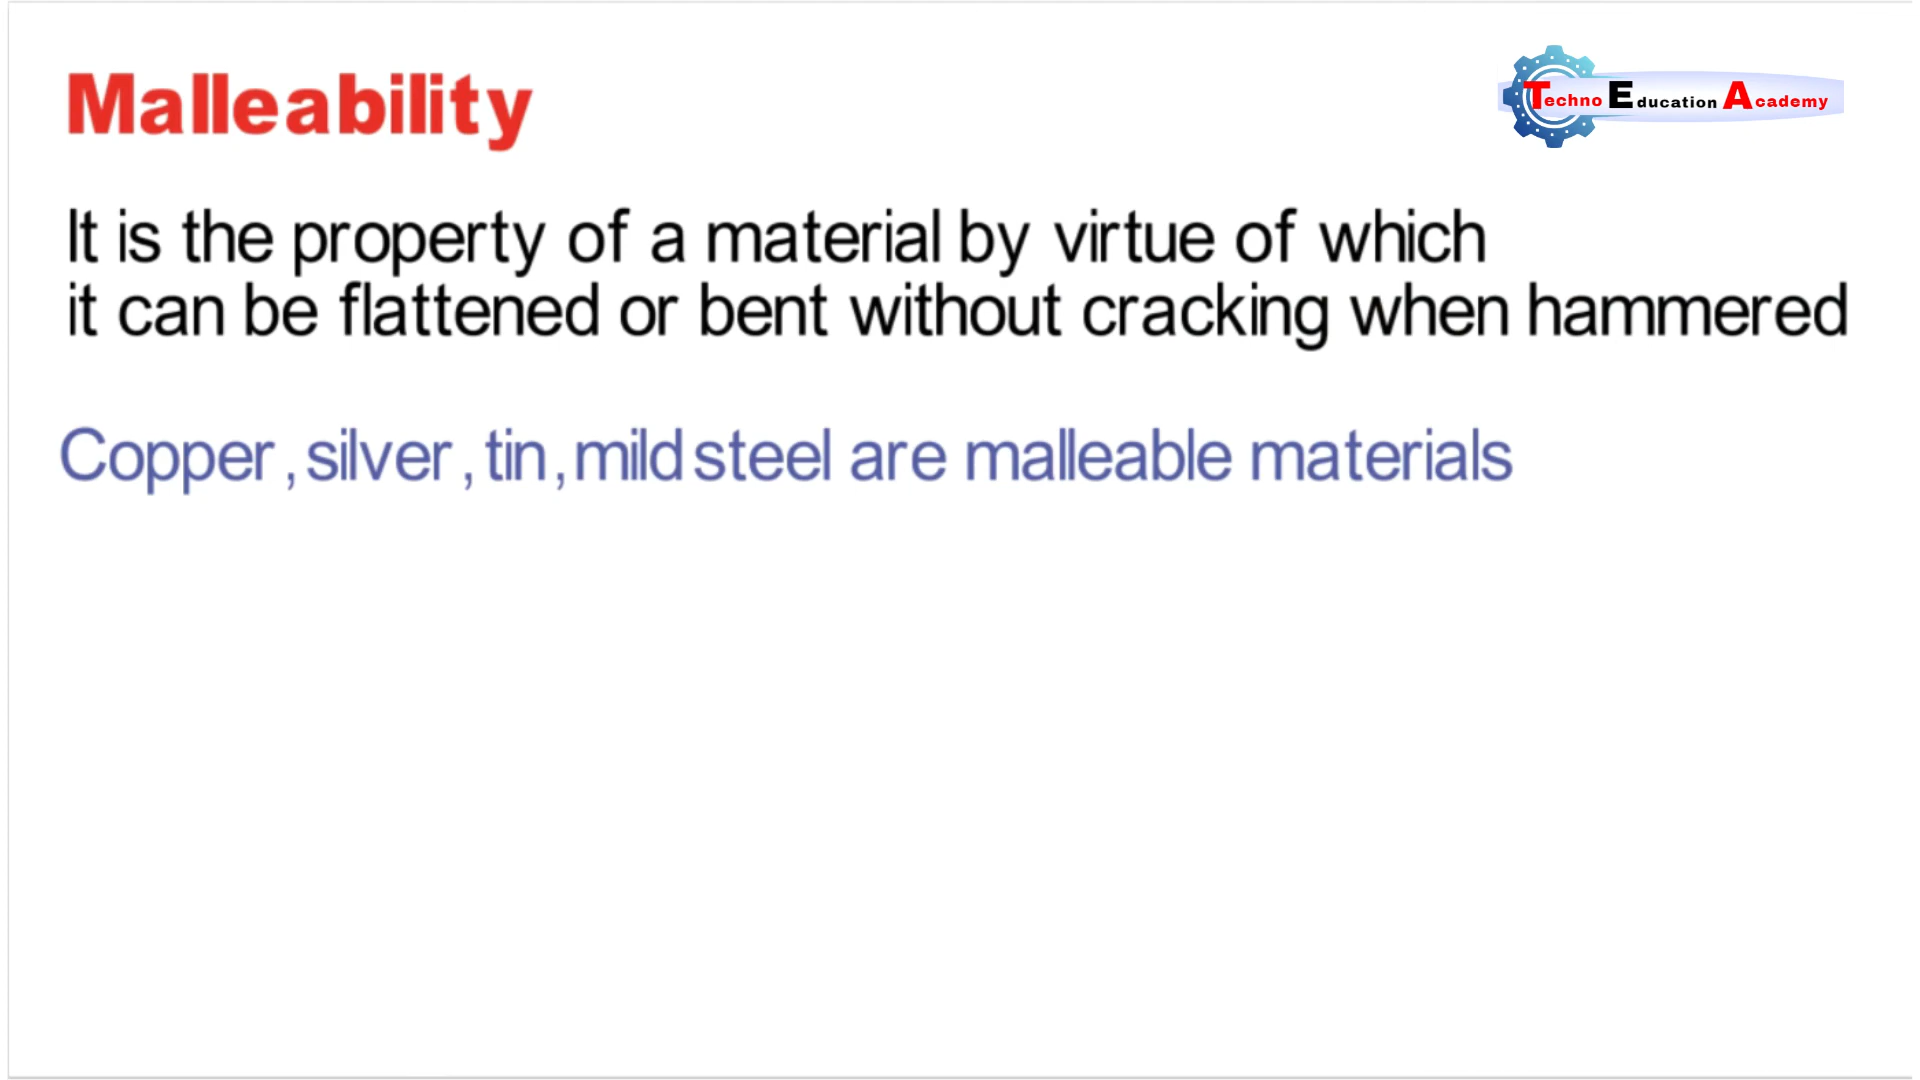 Malleability
Techno Education Academy
It is the property of a material by virtue of which
it can be flattened or bent without cracking when hammered
Copper , silver , tin , mild steel are malleable materials